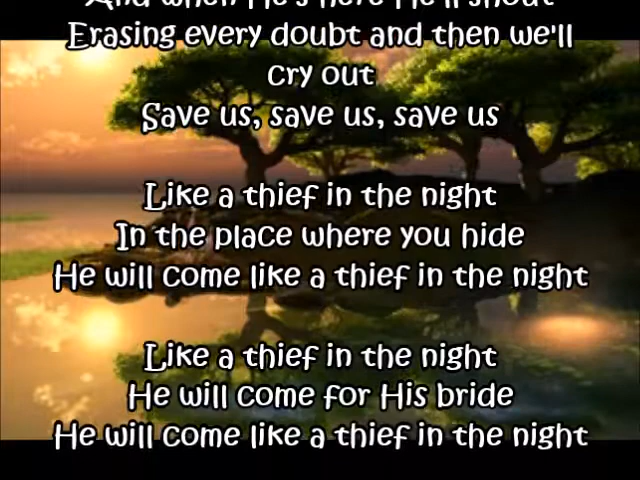 And when He's here He'll shout
Erasing every doubt and then we'll
cry out
Save us, save us, save us
Like a thief in the night
In the place where you hide
He will come like a thief in the night
Like a thief in the night
He will come for His bride
He will come like a thief in the night